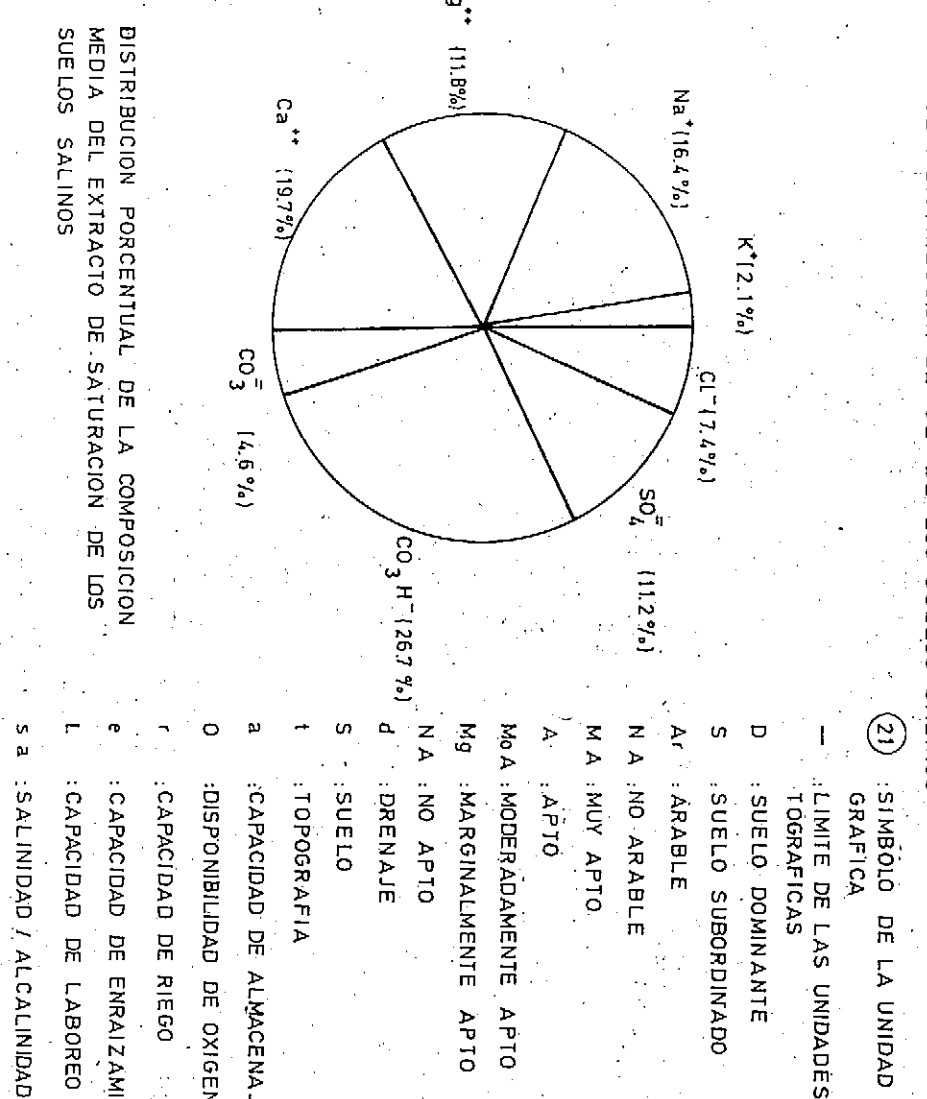 g⁺⁺ (11.8%)
Na⁺ (16.4%)
K⁺ (2.1%)
CL⁻ (7.4%)
SO₄⁼ (11.2%)
CO₃H⁻ (26.7%)
CO₃⁼ (4.6%)
Ca⁺⁺ (19.7%)
DISTRIBUCION PORCENTUAL DE LA COMPOSICION
MEDIA DEL EXTRACTO DE SATURACION DE LOS
SUELOS SALINOS
21 : SIMBOLO DE LA UNIDAD
GRAFICA
— : LIMITE DE LAS UNIDADES
TOGRAFICAS
D : SUELO DOMINANTE
S : SUELO SUBORDINADO
Ar : ARABLE
N A : NO ARABLE
M A : MUY APTO
A : APTO
MoA : MODERADAMENTE APTO
Mg : MARGINALMENTE APTO
N A : NO APTO
d : DRENAJE
S : SUELO
t : TOPOGRAFIA
a : CAPACIDAD DE ALMACENA
O : DISPONIBILIDAD DE OXIGEN
r : CAPACIDAD DE RIEGO
e : CAPACIDAD DE ENRAIZAMI
L : CAPACIDAD DE LABOREO
s a : SALINIDAD / ALCALINIDAD